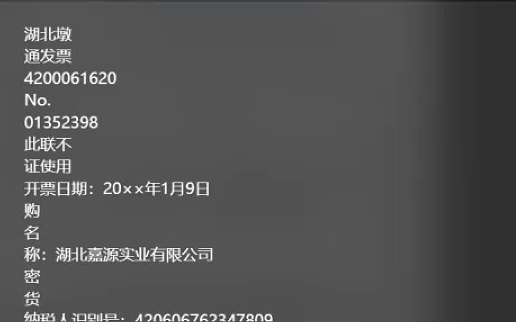 湖北墩
通发票
4200061620
No.
01352398
此联不
证使用
开票日期：20××年1月9日
购
名
称：湖北嘉源实业有限公司
密
货
纳税人识别号：420606762347809